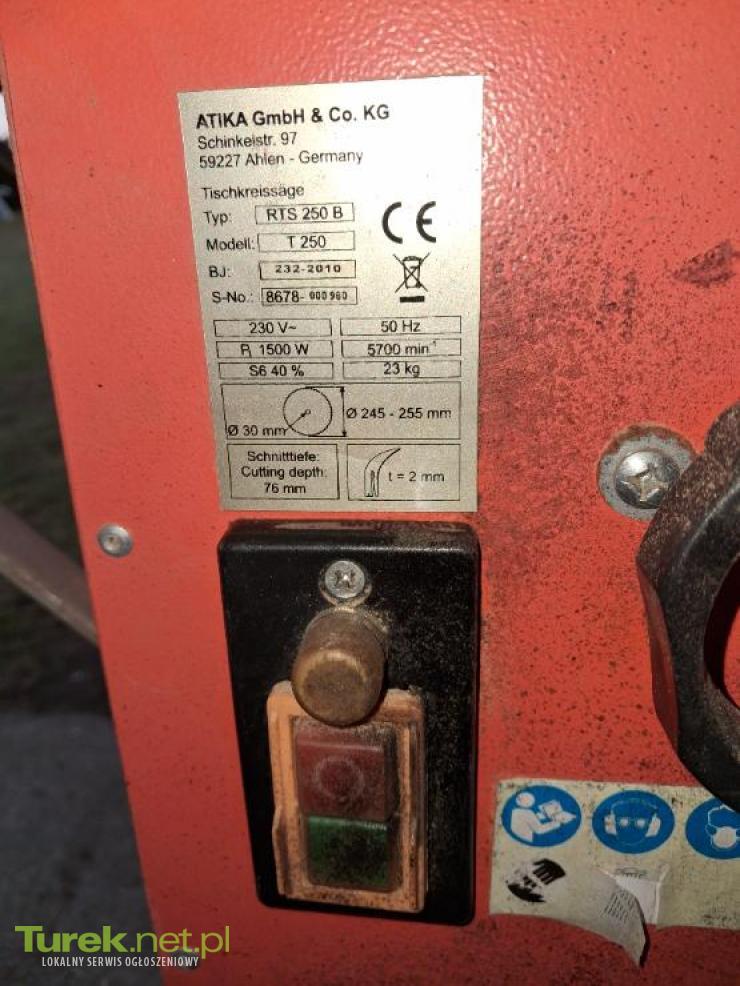 ATIKA GmbH & Co. KG
Schinkelstr. 97
59227 Ahlen - Germany
Tischkreissäge
Typ: RTS 250 B
Modell: T 250
BJ: 232-2010
S-No.: 8678- 000960
230 V~ 50 Hz
P₁ 1500 W 5700 min⁻¹
S6 40 % 23 kg
Ø 30 mm Ø 245 - 255 mm
Schnitttiefe:
Cutting depth:
76 mm
t = 2 mm
Turek.net.pl
LOKALNY SERWIS OGŁOSZENIOWY